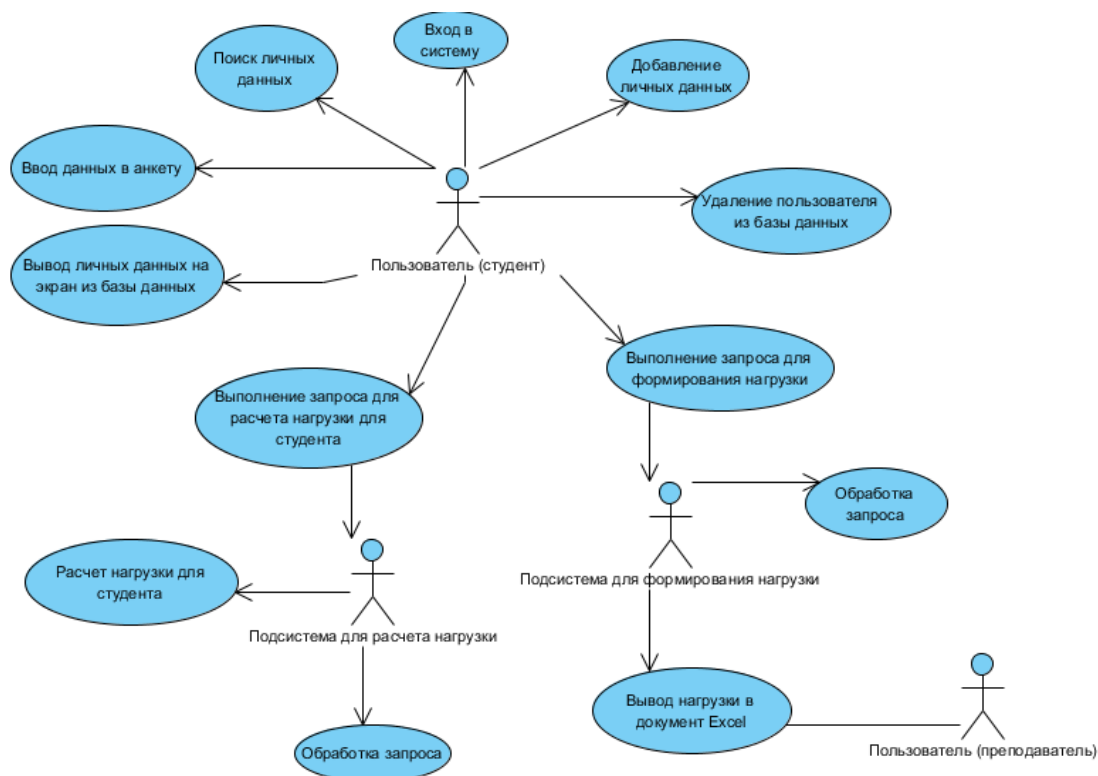 Вход в
систему
Поиск личных
данных
Добавление
личных данных
Ввод данных в анкету
Удаление пользователя
из базы данных
Вывод личных данных на
экран из базы данных
Пользователь (студент)
Выполнение запроса для
формирования нагрузки
Выполнение запроса для
расчета нагрузки для
студента
Обработка
запроса
Расчет нагрузки для
студента
Подсистема для формирования нагрузки
Подсистема для расчета нагрузки
Вывод нагрузки в
документ Excel
Обработка запроса
Пользователь (преподаватель)